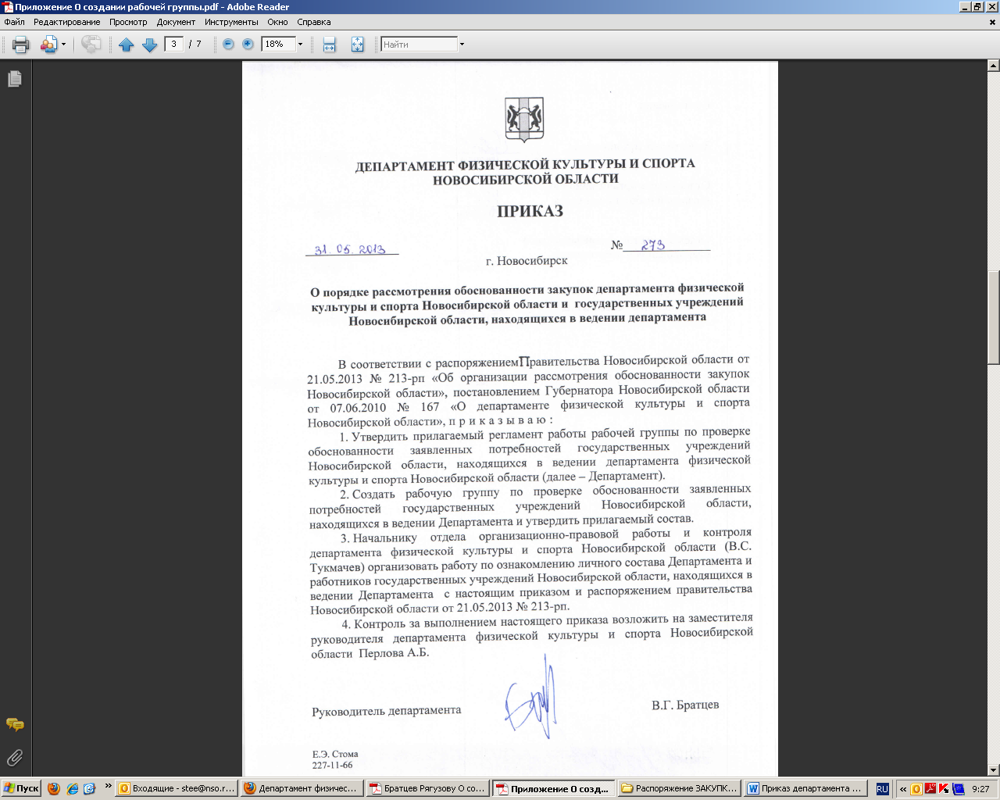 Приложение О создании рабочей группы.pdf - Adobe Reader
Файл Редактирование Просмотр Документ Инструменты Окно Справка
3 / 7 18% Найти
ДЕПАРТАМЕНТ ФИЗИЧЕСКОЙ КУЛЬТУРЫ И СПОРТА
НОВОСИБИРСКОЙ ОБЛАСТИ
ПРИКАЗ
31. 05. 2013 № 273
г. Новосибирск
О порядке рассмотрения обоснованности закупок департамента физической
культуры и спорта Новосибирской области и государственных учреждений
Новосибирской области, находящихся в ведении департамента
В соответствии с распоряжением Правительства Новосибирской области от
21.05.2013 № 213-рп «Об организации рассмотрения обоснованности закупок
Новосибирской области», постановлением Губернатора Новосибирской области
от 07.06.2010 № 167 «О департаменте физической культуры и спорта
Новосибирской области», п р и к а з ы в а ю :
1. Утвердить прилагаемый регламент работы рабочей группы по проверке
обоснованности заявленных потребностей государственных учреждений
Новосибирской области, находящихся в ведении департамента физической
культуры и спорта Новосибирской области (далее – Департамент).
2. Создать рабочую группу по проверке обоснованности заявленных
потребностей государственных учреждений Новосибирской области,
находящихся в ведении Департамента и утвердить прилагаемый состав.
3. Начальнику отдела организационно-правовой работы и контроля
департамента физической культуры и спорта Новосибирской области (В.С.
Тукмачев) организовать работу по ознакомлению личного состава Департамента и
работников государственных учреждений Новосибирской области, находящихся в
ведении Департамента с настоящим приказом и распоряжением правительства
Новосибирской области от 21.05.2013 № 213-рп.
4. Контроль за выполнением настоящего приказа возложить на заместителя
руководителя департамента физической культуры и спорта Новосибирской
области Перлова А.Б.
Руководитель департамента В.Г. Братцев
Е.Э. Стома
227-11-66
Пуск » Входящие - stee@nso.r... Департамент физичес... Братцев Рягузову О со... Приложение О созд... Распоряжение ЗАКУПК... Приказ департамента ... RU « 9:27